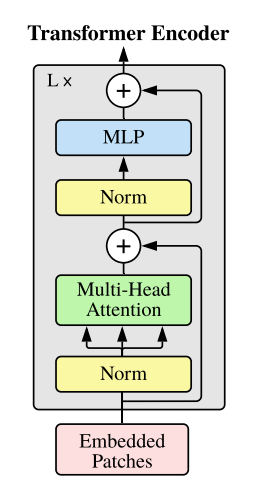 Transformer Encoder
L x
+
MLP
Norm
+
Multi-Head
Attention
Norm
Embedded
Patches